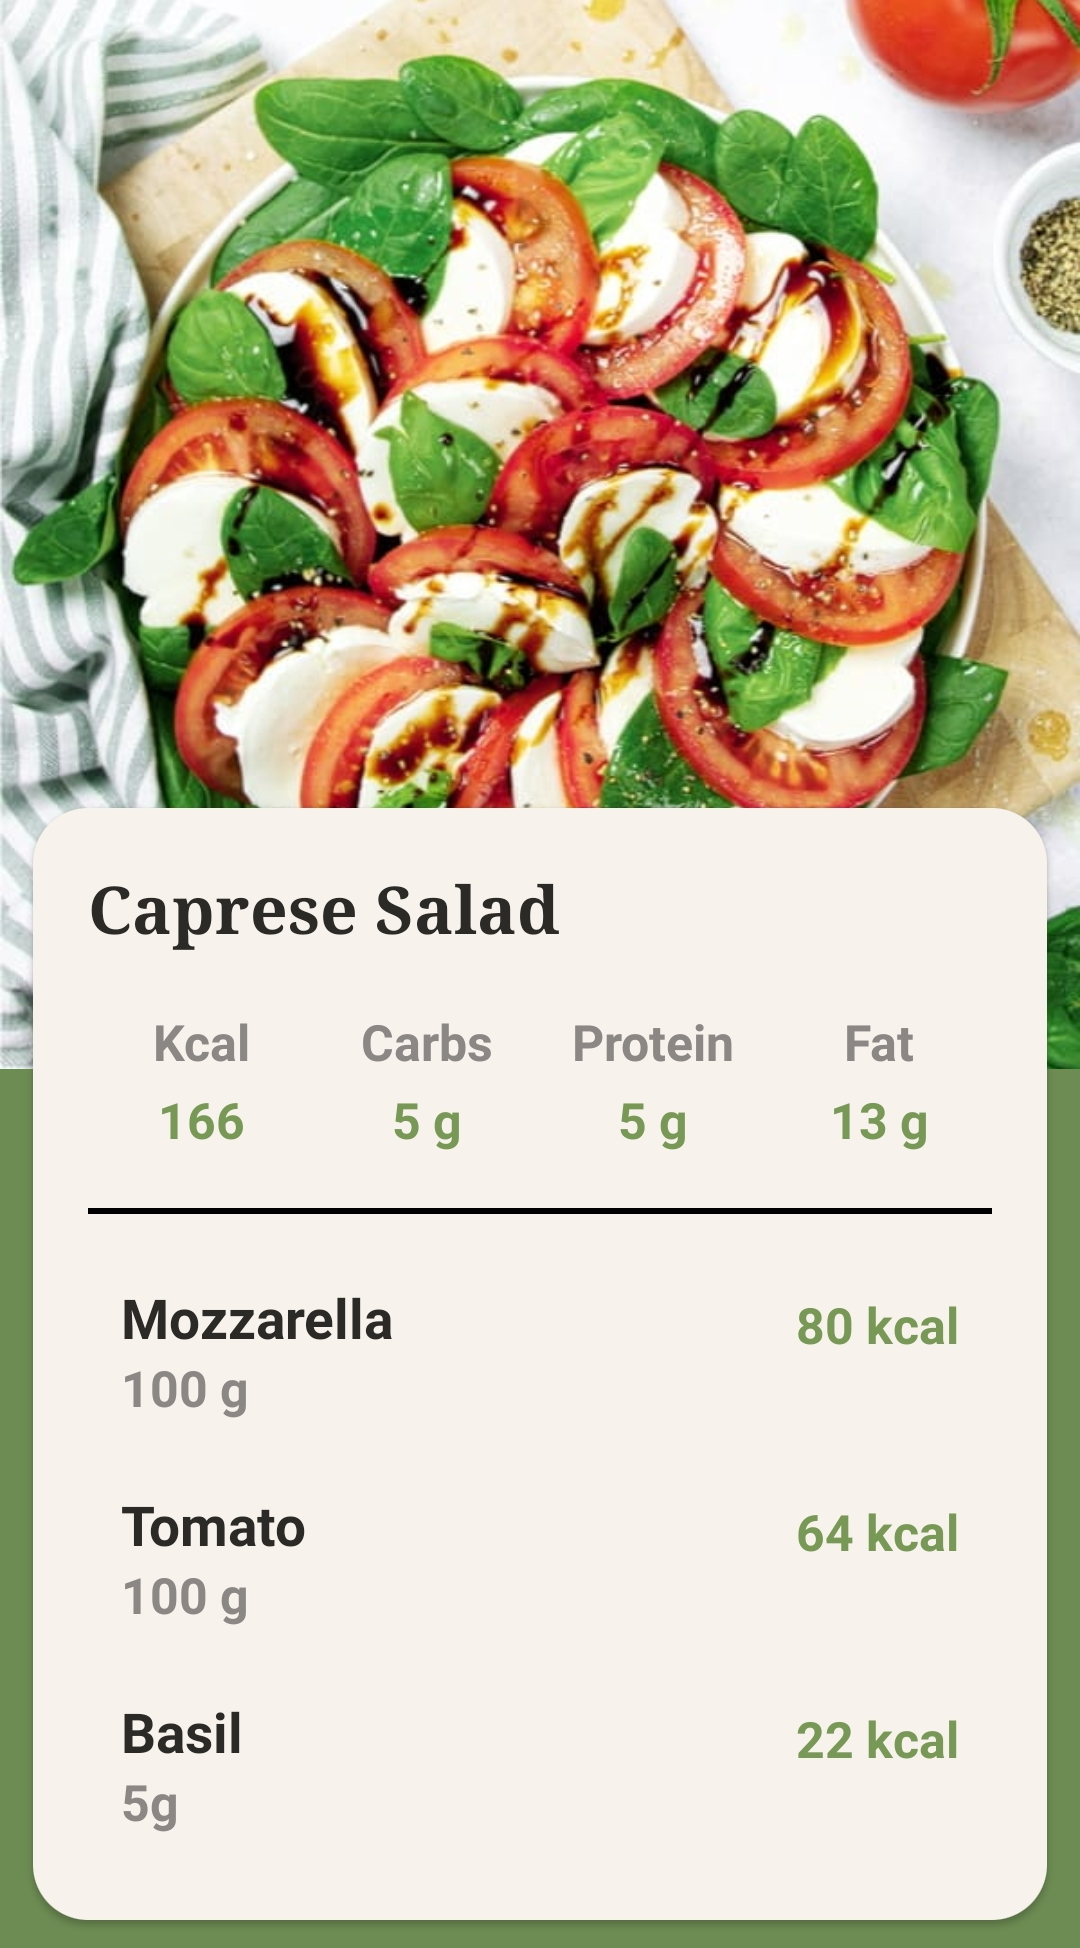 Caprese Salad
Kcal Carbs Protein Fat
166 5 g 5 g 13 g
Mozzarella 80 kcal
100 g
Tomato 64 kcal
100 g
Basil 22 kcal
5g